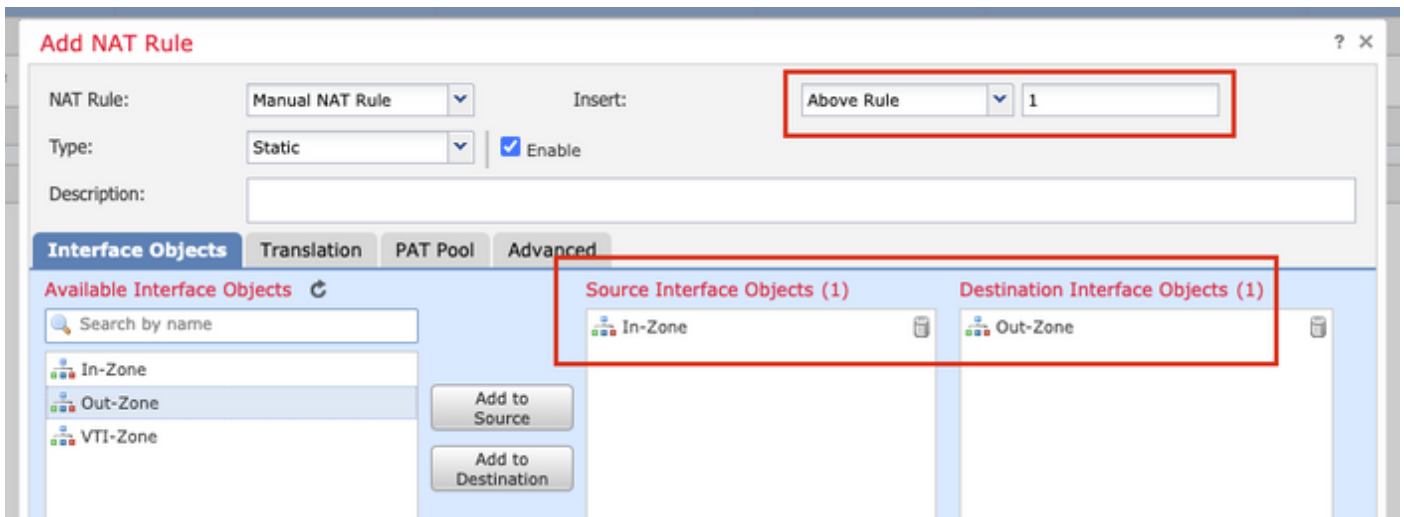 Add NAT Rule ? ×
NAT Rule: Manual NAT Rule Insert: Above Rule 1
Type: Static Enable
Description:
Interface Objects Translation PAT Pool Advanced
Available Interface Objects Source Interface Objects (1) Destination Interface Objects (1)
Search by name In-Zone Out-Zone
In-Zone
Out-Zone
VTI-Zone
Add to
Source
Add to
Destination